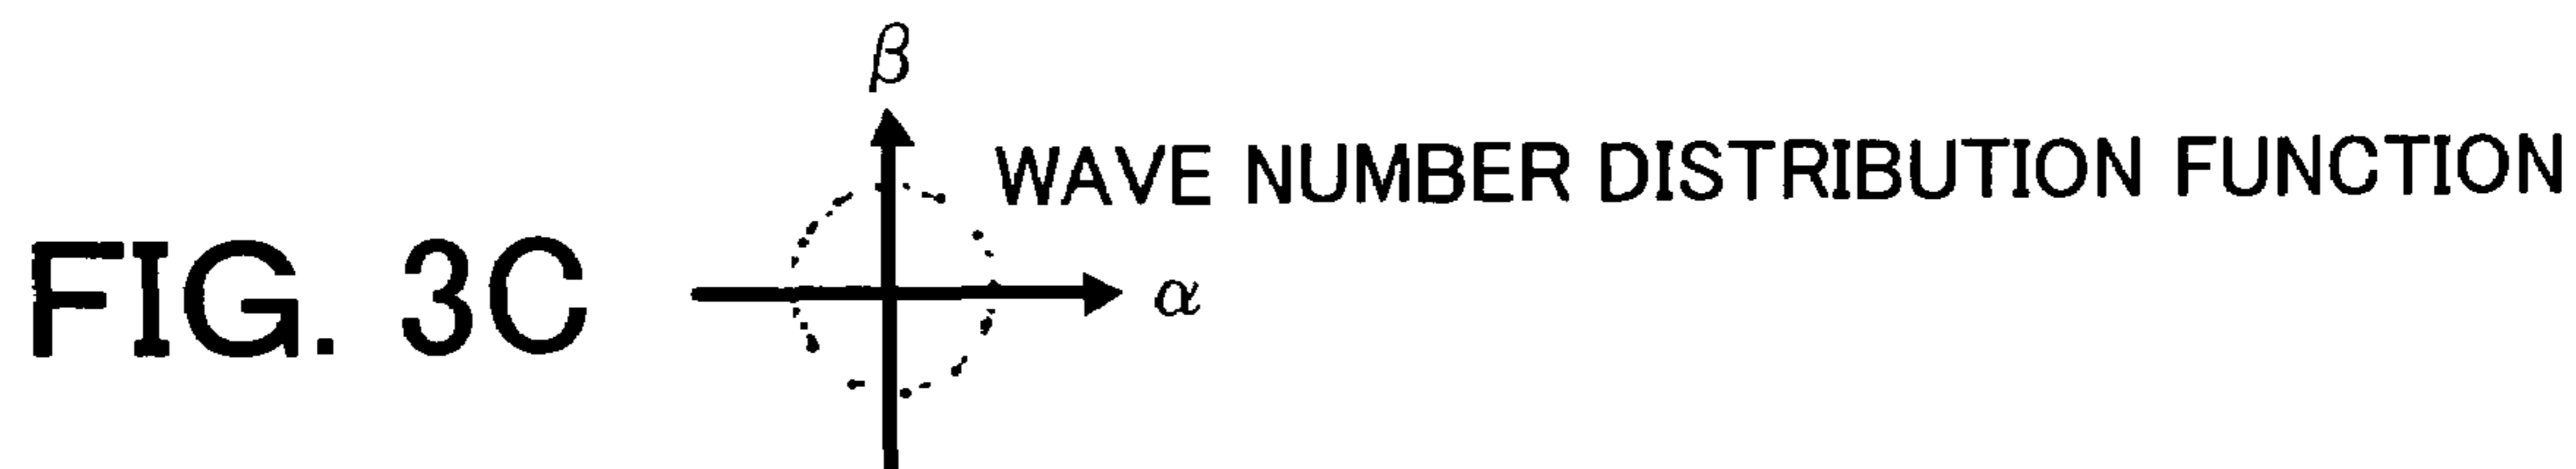 β
WAVE NUMBER DISTRIBUTION FUNCTION
FIG. 3C
α